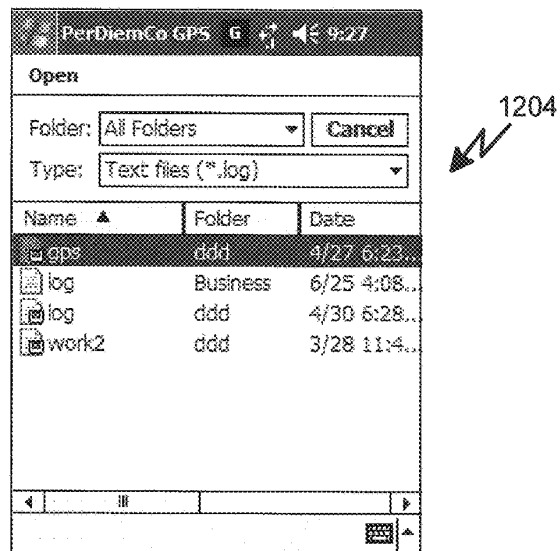 PerDiemCo GPS G 9:27
Open
1204
Folder: All Folders Cancel
Type: Text files (*.log)
Name Folder Date
gps ddd 4/27 6:23...
log Business 6/25 4:08...
log ddd 4/30 6:28...
work2 ddd 3/28 11:4...